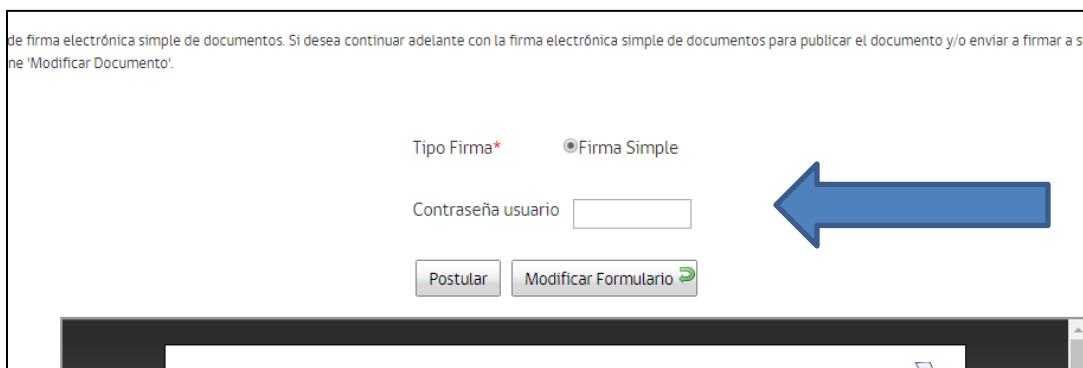 de firma electrónica simple de documentos. Si desea continuar adelante con la firma electrónica simple de documentos para publicar el documento y/o enviar a firmar a s
ne 'Modificar Documento'.
Tipo Firma* Firma Simple
Contraseña usuario
Postular Modificar Formulario